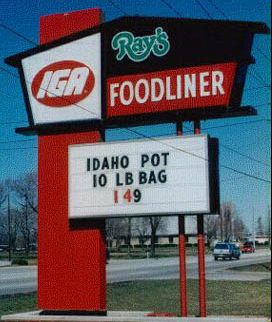 Ray's
IGA
FOODLINER
IDAHO POT
10 LB BAG
149